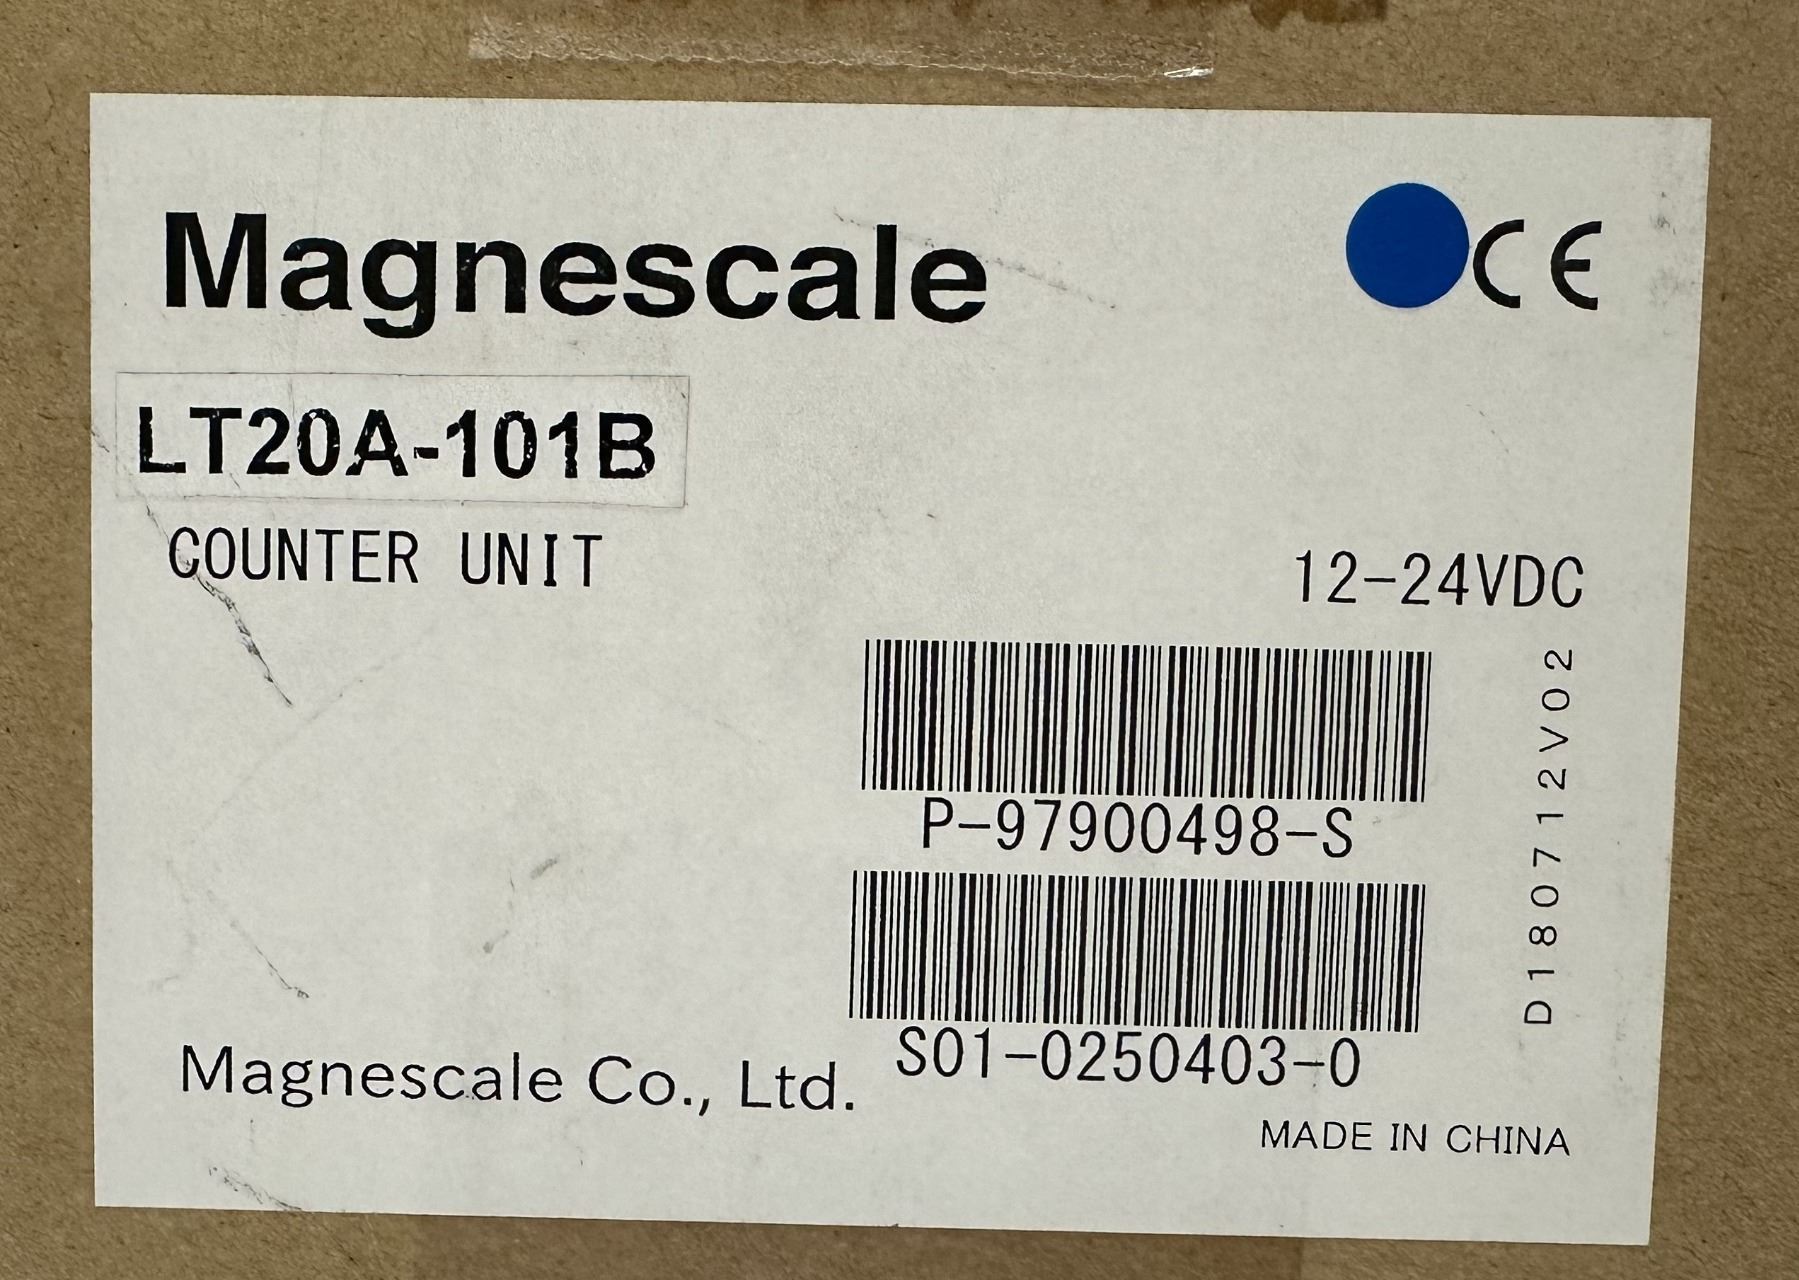 Magnescale
CE
LT20A-101B
COUNTER UNIT
12-24VDC
P-97900498-S
D180712V02
S01-0250403-0
Magnescale Co., Ltd.
MADE IN CHINA